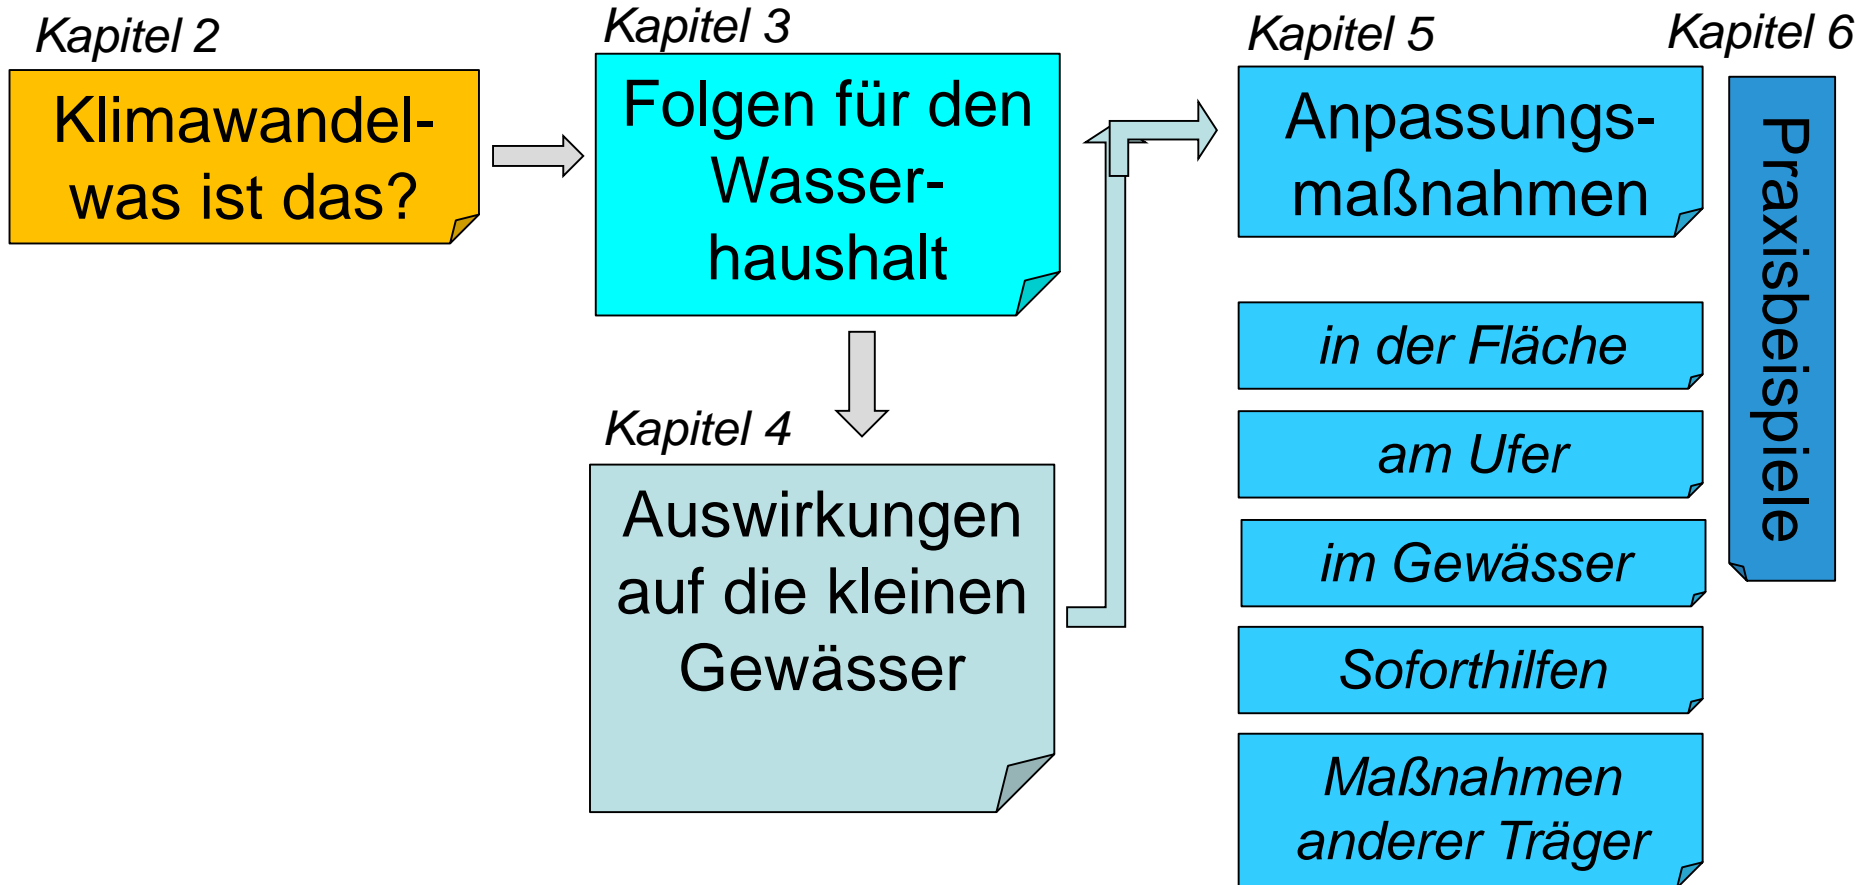 Kapitel 2
Klimawandel-
was ist das?
Kapitel 3
Folgen für den
Wasser-
haushalt
Kapitel 4
Auswirkungen
auf die kleinen
Gewässer
Kapitel 5
Anpassungs-
maßnahmen
in der Fläche
am Ufer
im Gewässer
Soforthilfen
Maßnahmen
anderer Träger
Kapitel 6
Praxisbeispiele